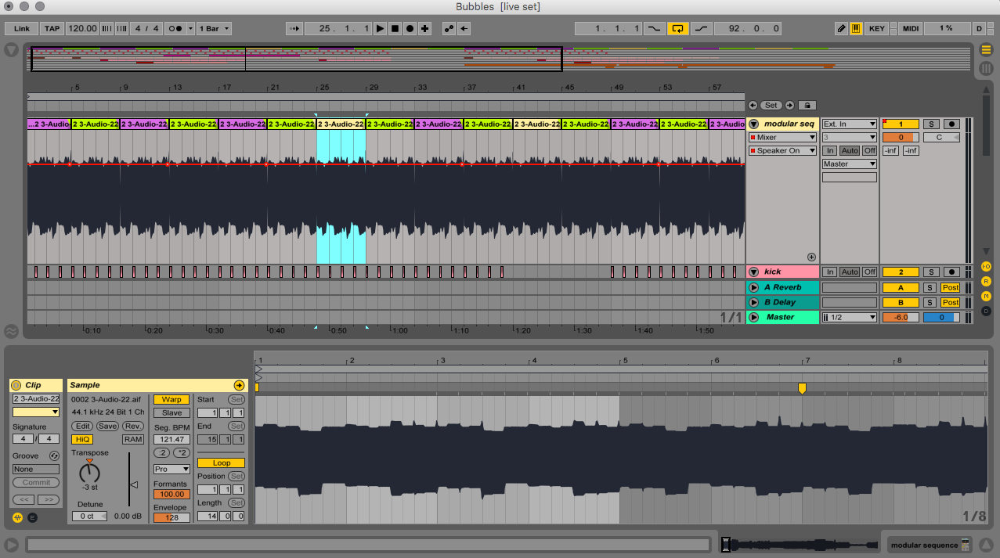 Bubbles [live set]
Link TAP 120.00 4 / 4 1 Bar 25. 1. 1 1. 1. 1 92. 0. 0 KEY MIDI 1 % D
5 9 13 17 21 25 29 33 37 41 45 49 53 57
Set
...2 3-Audio 2 3-Audio-22 2 3-Audio-22 2 3-Audio-22 2 3-Audio-22 2 3-Audio-22 2 3-Audio-22 2 3-Audio-22 2 3-Audio-22 2 3-Audio-22 2 3-Audio-22 2 3-Audio-22 2 3-Audio-22 2 3-Audio-22 2 3-Audio
modular seq Ext. In 1 S
Mixer 3 0 C
Speaker On In Auto Off -inf -inf
Master
kick In Auto Off 2 S
A Reverb A S Post
B Delay B S Post
1/1 Master 1/2 -6.0 0
I·O
R
M
D
0:10 0:20 0:30 0:40 0:50 1:00 1:10 1:20 1:30 1:40 1:50
1 2 3 4 5 6 7 8
Clip
2 3-Audio-22
Signature
4 / 4
Groove
None
Commit
<< >>
E
Sample
0002 3-Audio-22.aif
44.1 kHz 24 Bit 1 Ch
Edit Save Rev.
HiQ RAM
Transpose
-3 st
Detune
0 ct 0.00 dB
Warp
Slave
Seg. BPM
121.47
:2 *2
Pro
Formants
100.00
Envelope
128
Start Set
1 1 1
End Set
15 1 1
Loop
Position Set
1 1 1
Length Set
14 0 0
1/8
modular sequence